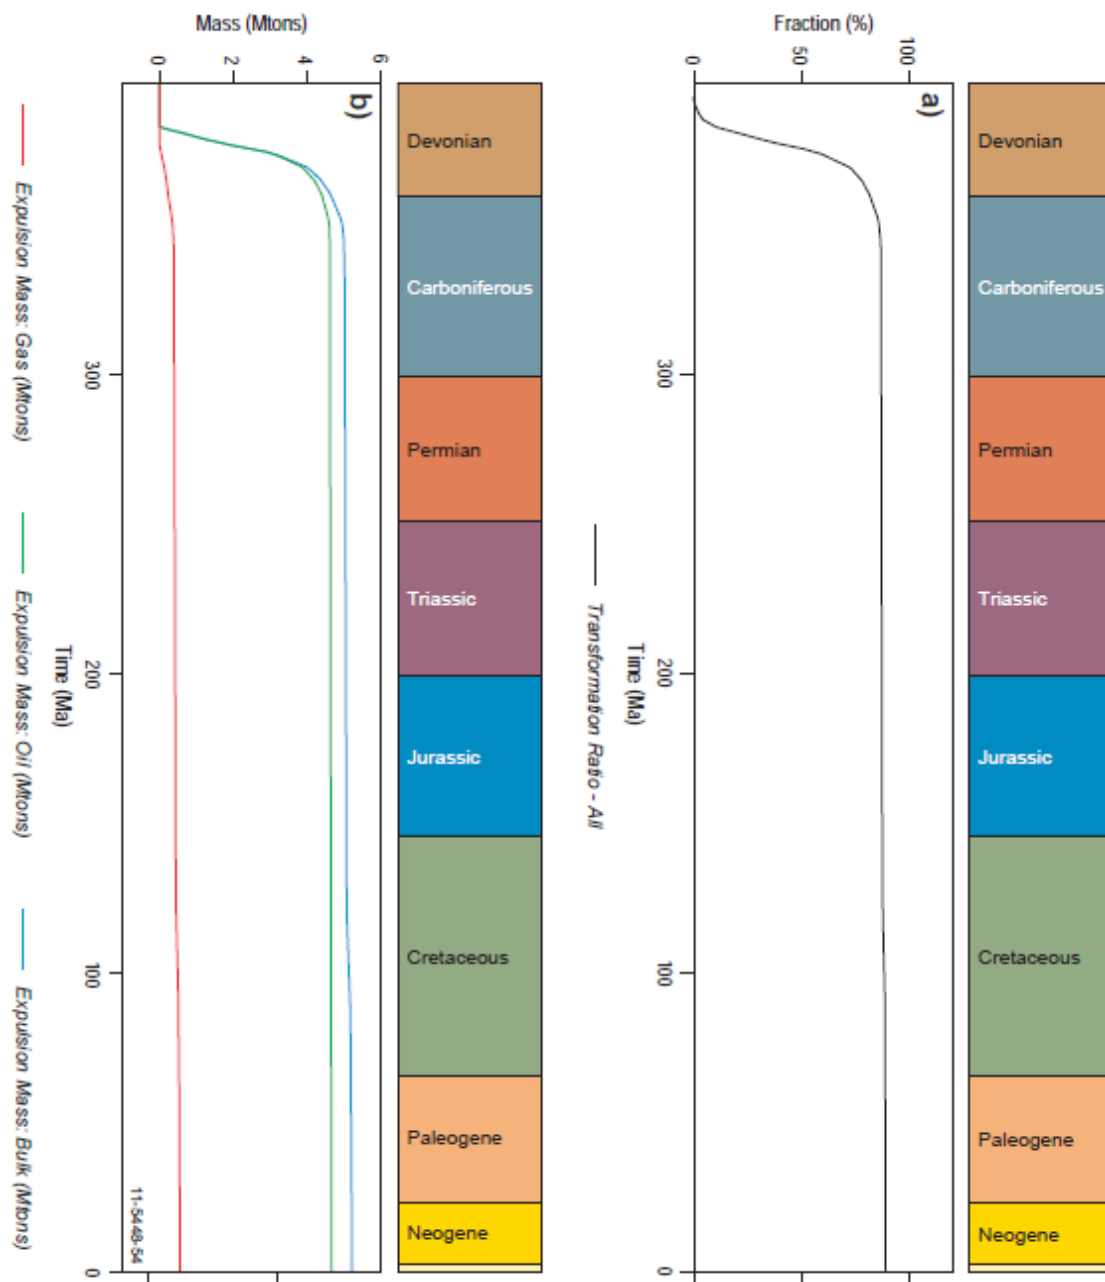 a)
Fraction (%)
0
50
100
Devonian
Carboniferous
Permian
Triassic
Jurassic
Cretaceous
Paleogene
Neogene
300
200
100
Time (Ma)
Transformation Ratio - All
b)
Mass (Mtons)
0
2
4
6
Devonian
Carboniferous
Permian
Triassic
Jurassic
Cretaceous
Paleogene
Neogene
300
200
100
0
Time (Ma)
11-5448-54
Expulsion Mass: Gas (Mtons)
Expulsion Mass: Oil (Mtons)
Expulsion Mass: Bulk (Mtons)